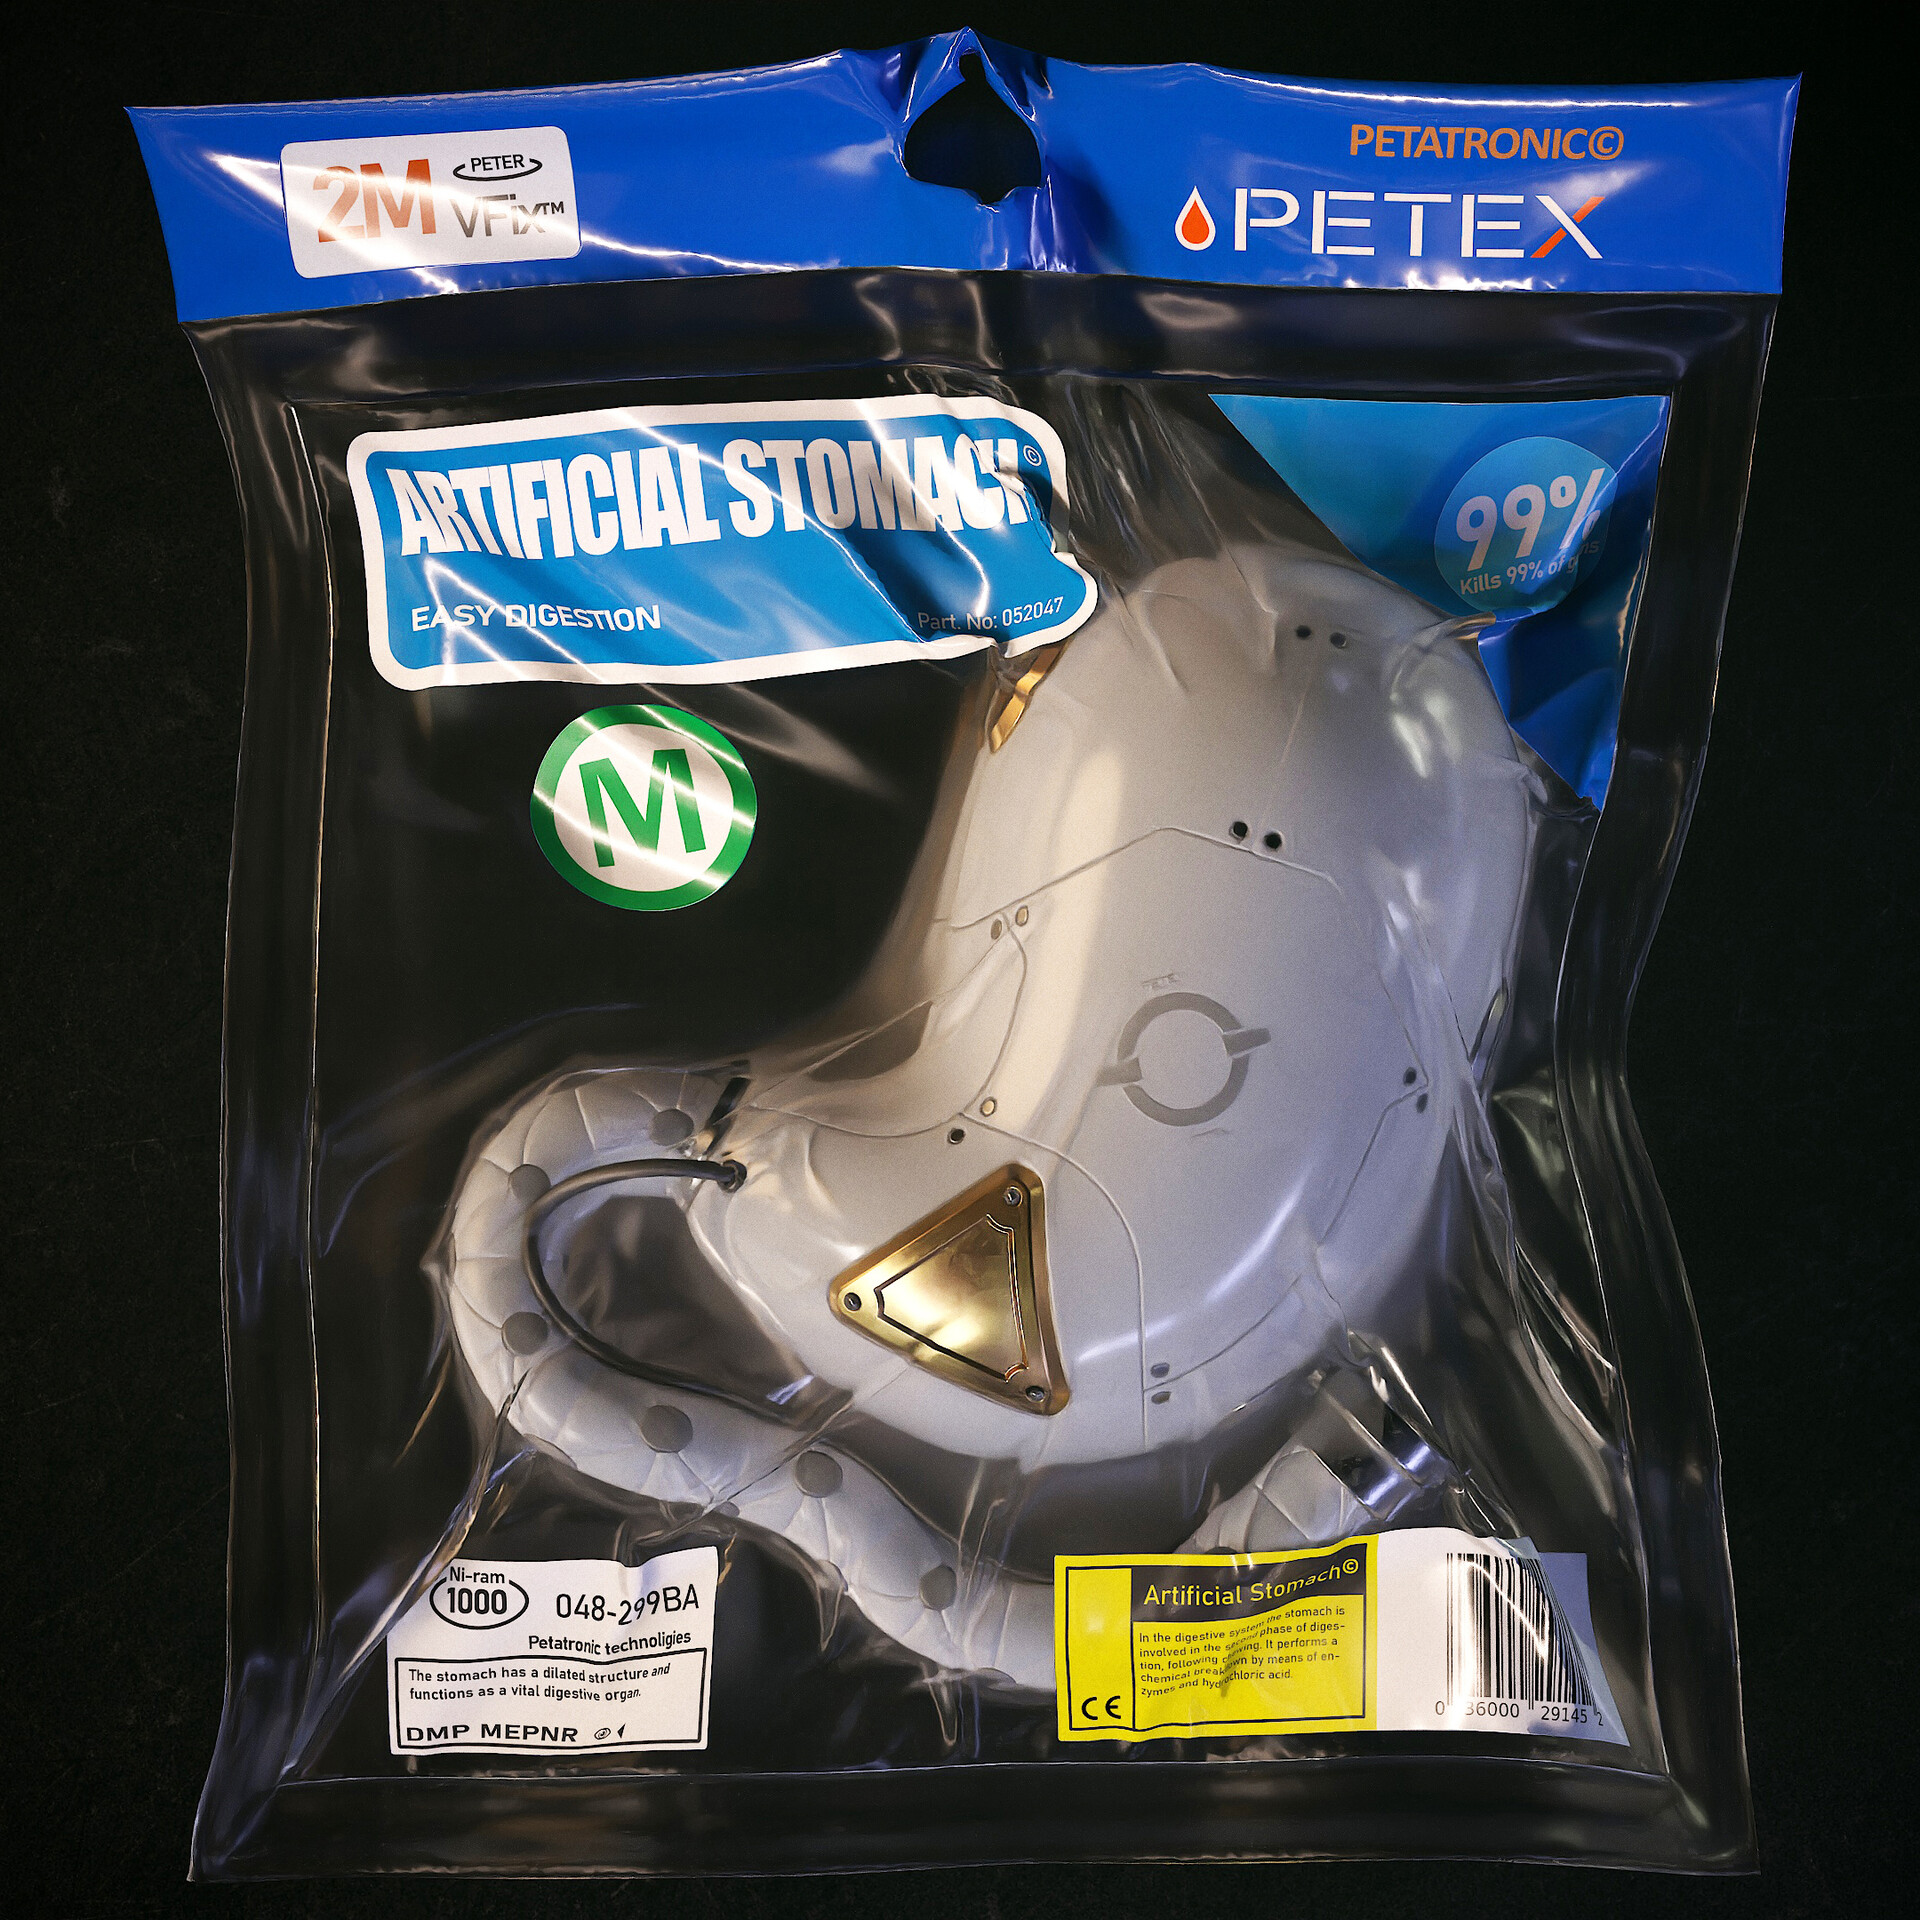 2M PETER
VFix™
PETATRONIC©
PETEX
ARTIFICIAL STOMACH©
EASY DIGESTION
Part. No: 052047
99%
Kills 99% of
M
Ni-ram
1000
048-299BA
Petatronic technoligies
The stomach has a dilated structure and
functions as a vital digestive organ.
DMP MEPNR
Artificial Stomach©
In the digestive system the stomach is
involved in the second phase of diges-
tion, following chewing. It performs a
chemical breakdown by means of en-
zymes and hydrochloric acid.
CE
0 36000 29145 2